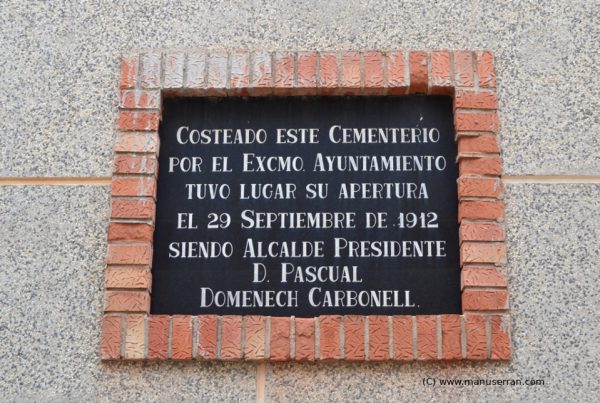 COSTEADO ESTE CEMENTERIO
POR EL EXCMO. AYUNTAMIENTO
TUVO LUGAR SU APERTURA
EL 29 SEPTIEMBRE DE 1912
SIENDO ALCALDE PRESIDENTE
D. PASCUAL
DOMENECH CARBONELL.
(C) www.manuserran.com